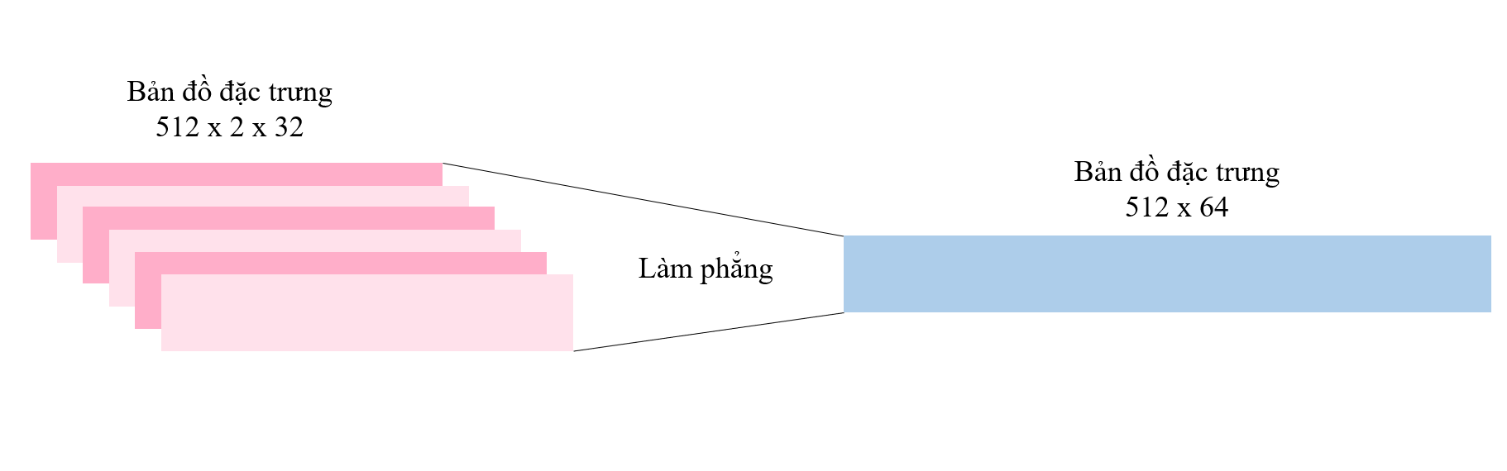 Bản đồ đặc trưng
512 x 2 x 32
Bản đồ đặc trưng
512 x 64
Làm phẳng